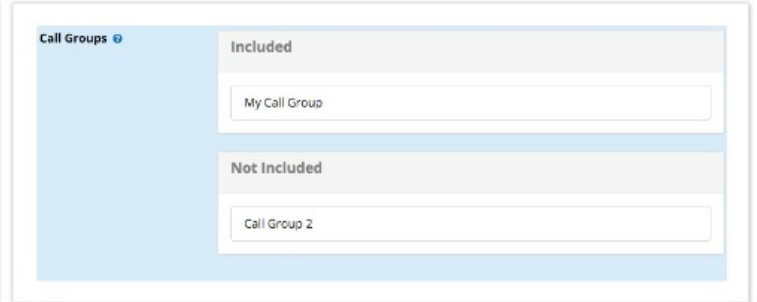 Call Groups ?
Included
My Call Group
Not Included
Call Group 2